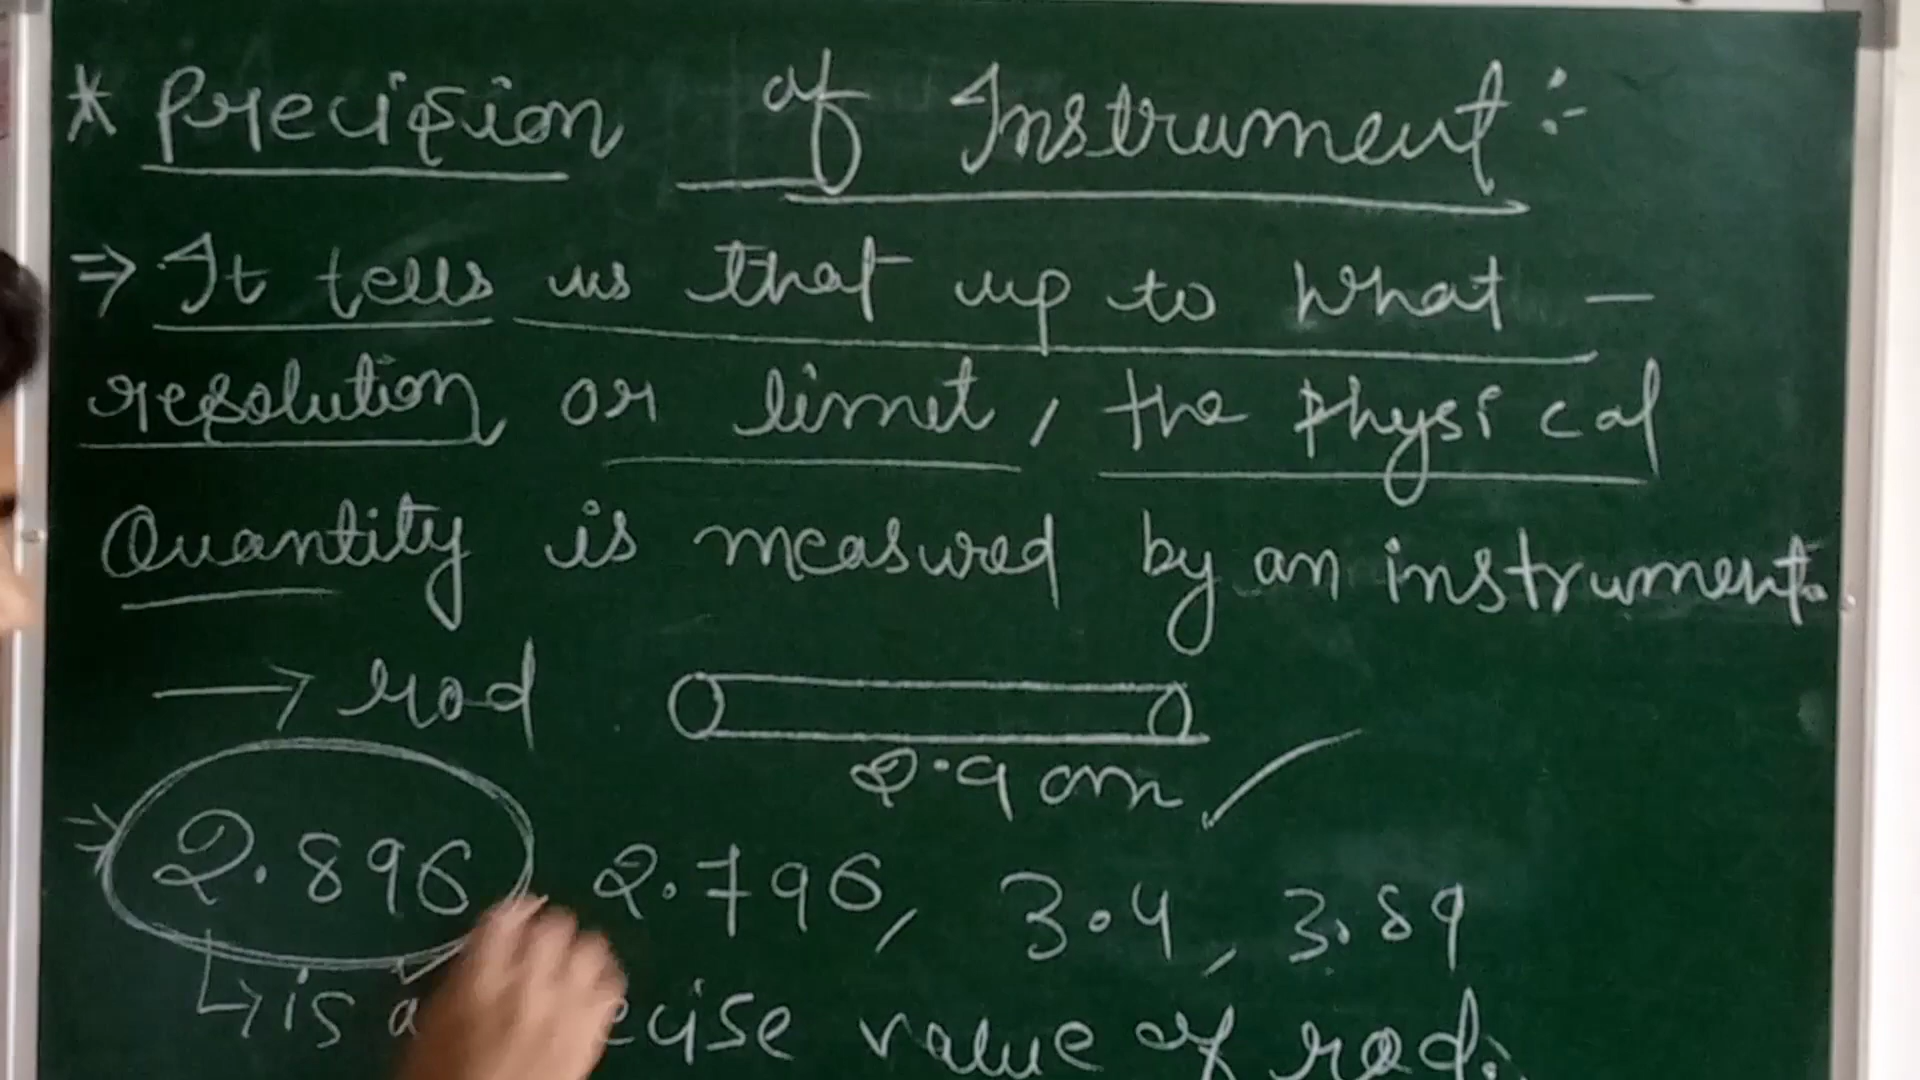 * Precision of Instrument :-
⇒ It tells us that up to what -
resolution or limit, the physical
Quantity is measured by an instrument.
→ rod
2.9 cm
⇒ 2.896 2.796, 3.4, 3.89
↳ is a value of rod.